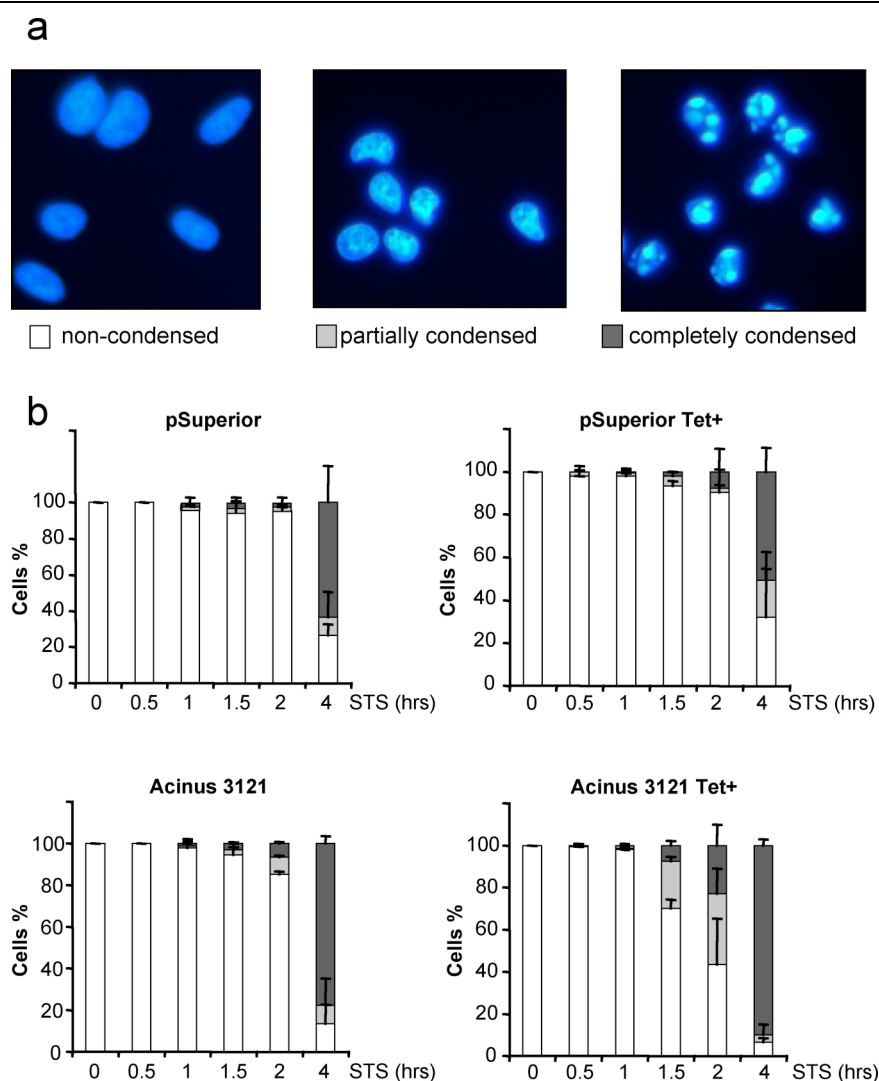 a
non-condensed partially condensed completely condensed
b
pSuperior
Cells %
100
80
60
40
20
0
0 0.5 1 1.5 2 4 STS (hrs)
pSuperior Tet+
Cells %
100
80
60
40
20
0
0 0.5 1 1.5 2 4 STS (hrs)
Acinus 3121
Cells %
100
80
60
40
20
0
0 0.5 1 1.5 2 4 STS (hrs)
Acinus 3121 Tet+
Cells %
100
80
60
40
20
0
0 0.5 1 1.5 2 4 STS (hrs)